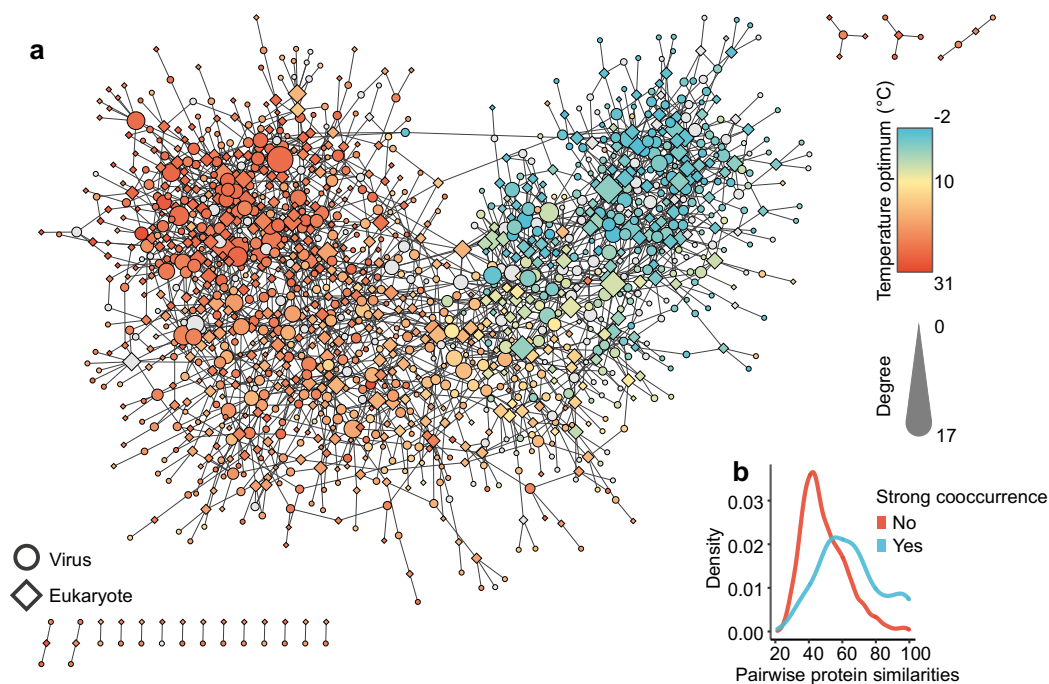 a
Temperature optimum (°C)
-2
10
31
Degree
0
17
Virus
Eukaryote
b
Density
0.03
0.02
0.01
0.00
20 40 60 80 100
Pairwise protein similarities
Strong cooccurrence
No
Yes